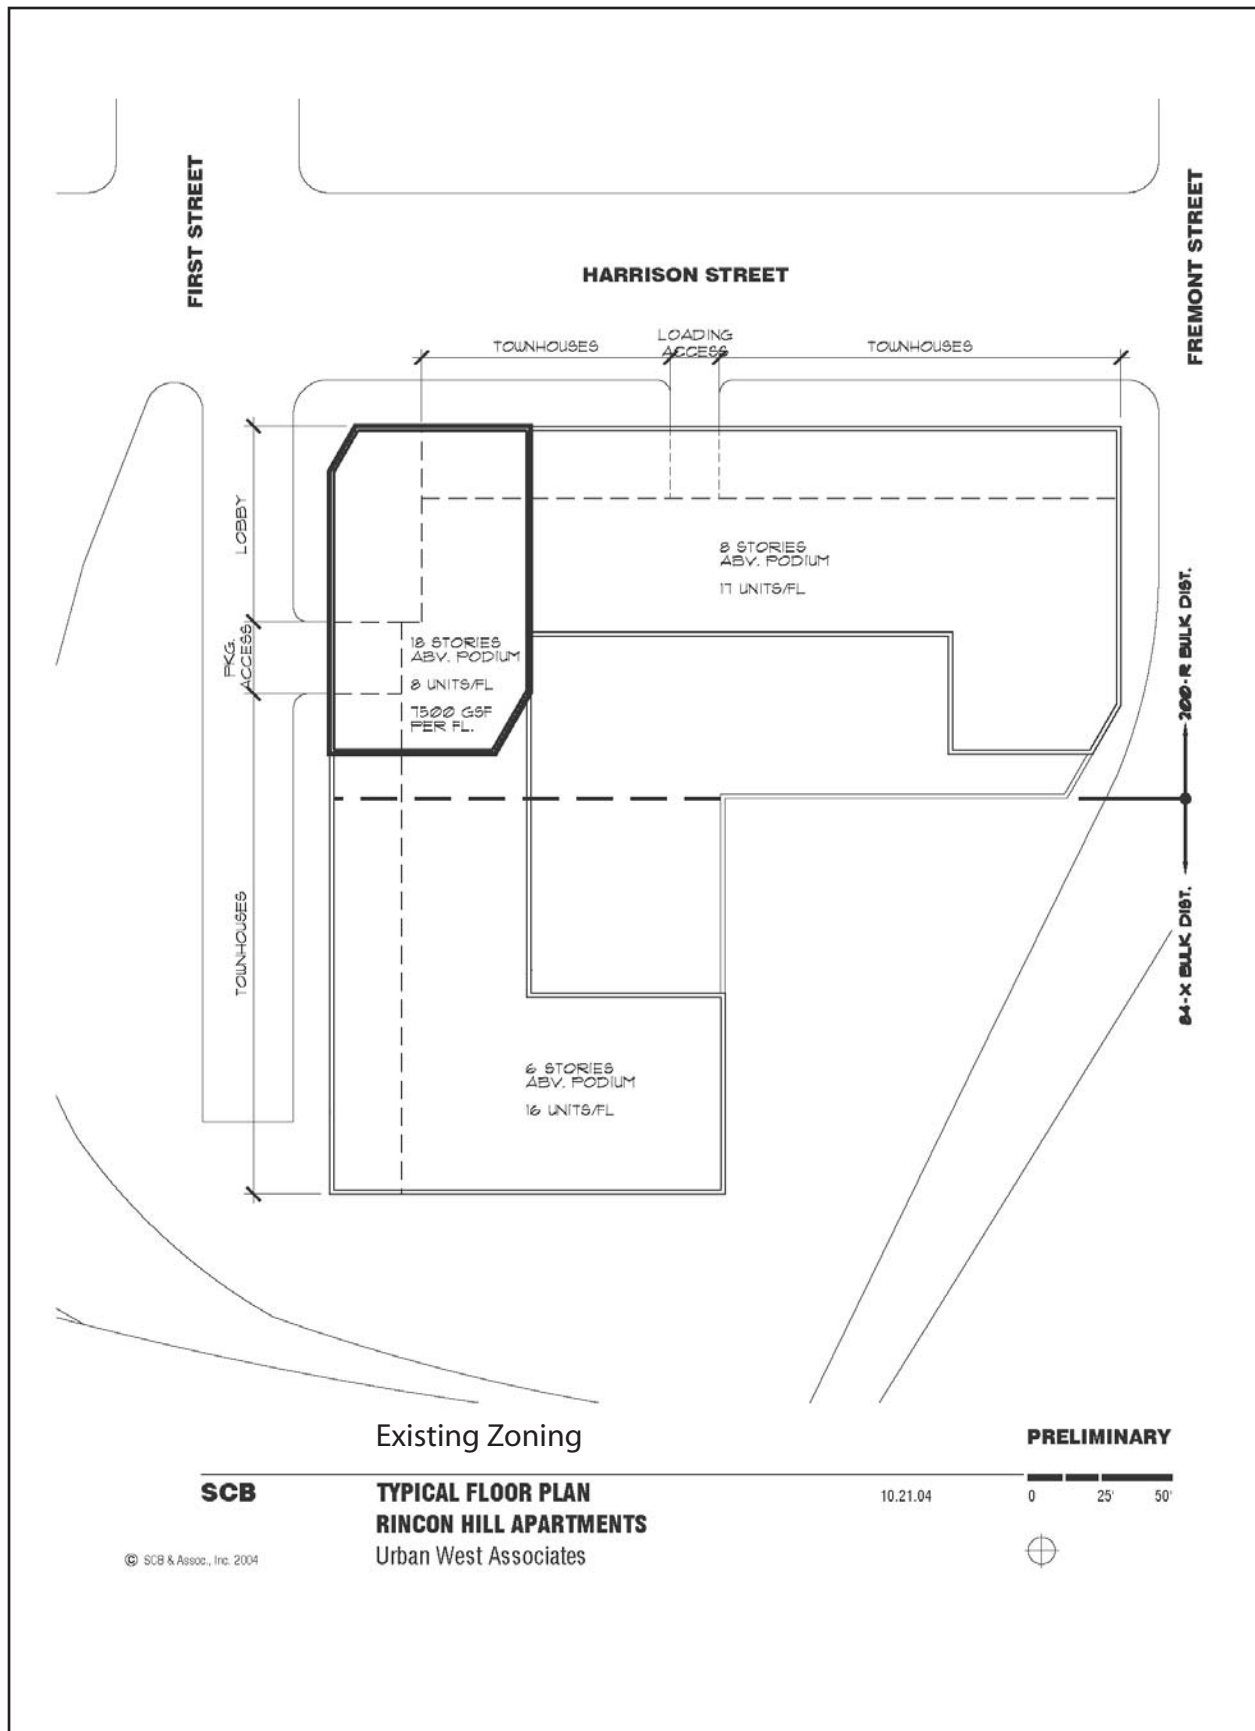 FIRST STREET
HARRISON STREET
FREMONT STREET
TOWNHOUSES
LOADING
ACCESS
TOWNHOUSES
LOBBY
PKG.
ACCESS
TOWNHOUSES
8 STORIES
ABV. PODIUM
17 UNITS/FL
18 STORIES
ABV. PODIUM
8 UNITS/FL
7500 GSF
PER FL.
200-R BULK DIST.
84-X BULK DIST.
6 STORIES
ABV. PODIUM
16 UNITS/FL
Existing Zoning
PRELIMINARY
SCB
TYPICAL FLOOR PLAN
10.21.04
0 25' 50'
RINCON HILL APARTMENTS
Urban West Associates
© SCB & Assoc., Inc. 2004